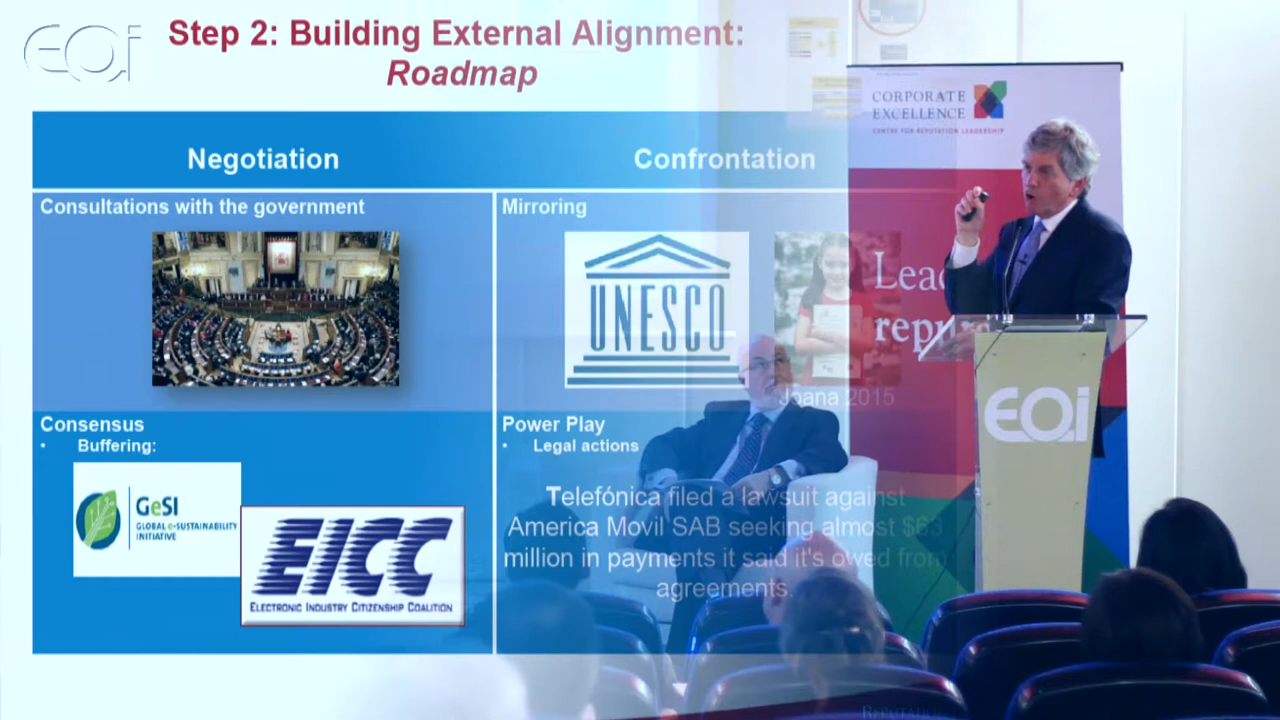 EOi
Step 2: Building External Alignment:
Roadmap
Negotiation
Confrontation
Consultations with the government
Mirroring
UNESCO
Joana 2015
Consensus
• Buffering:
GeSI
GLOBAL e-SUSTAINABILITY
INITIATIVE
EICC
ELECTRONIC INDUSTRY CITIZENSHIP COALITION
Power Play
• Legal actions
Telefónica filed a lawsuit against
America Movil SAB seeking almost $63
million in payments it said it's owed from
agreements.
CORPORATE
EXCELLENCE
CENTRE FOR REPUTATION LEADERSHIP
EOi